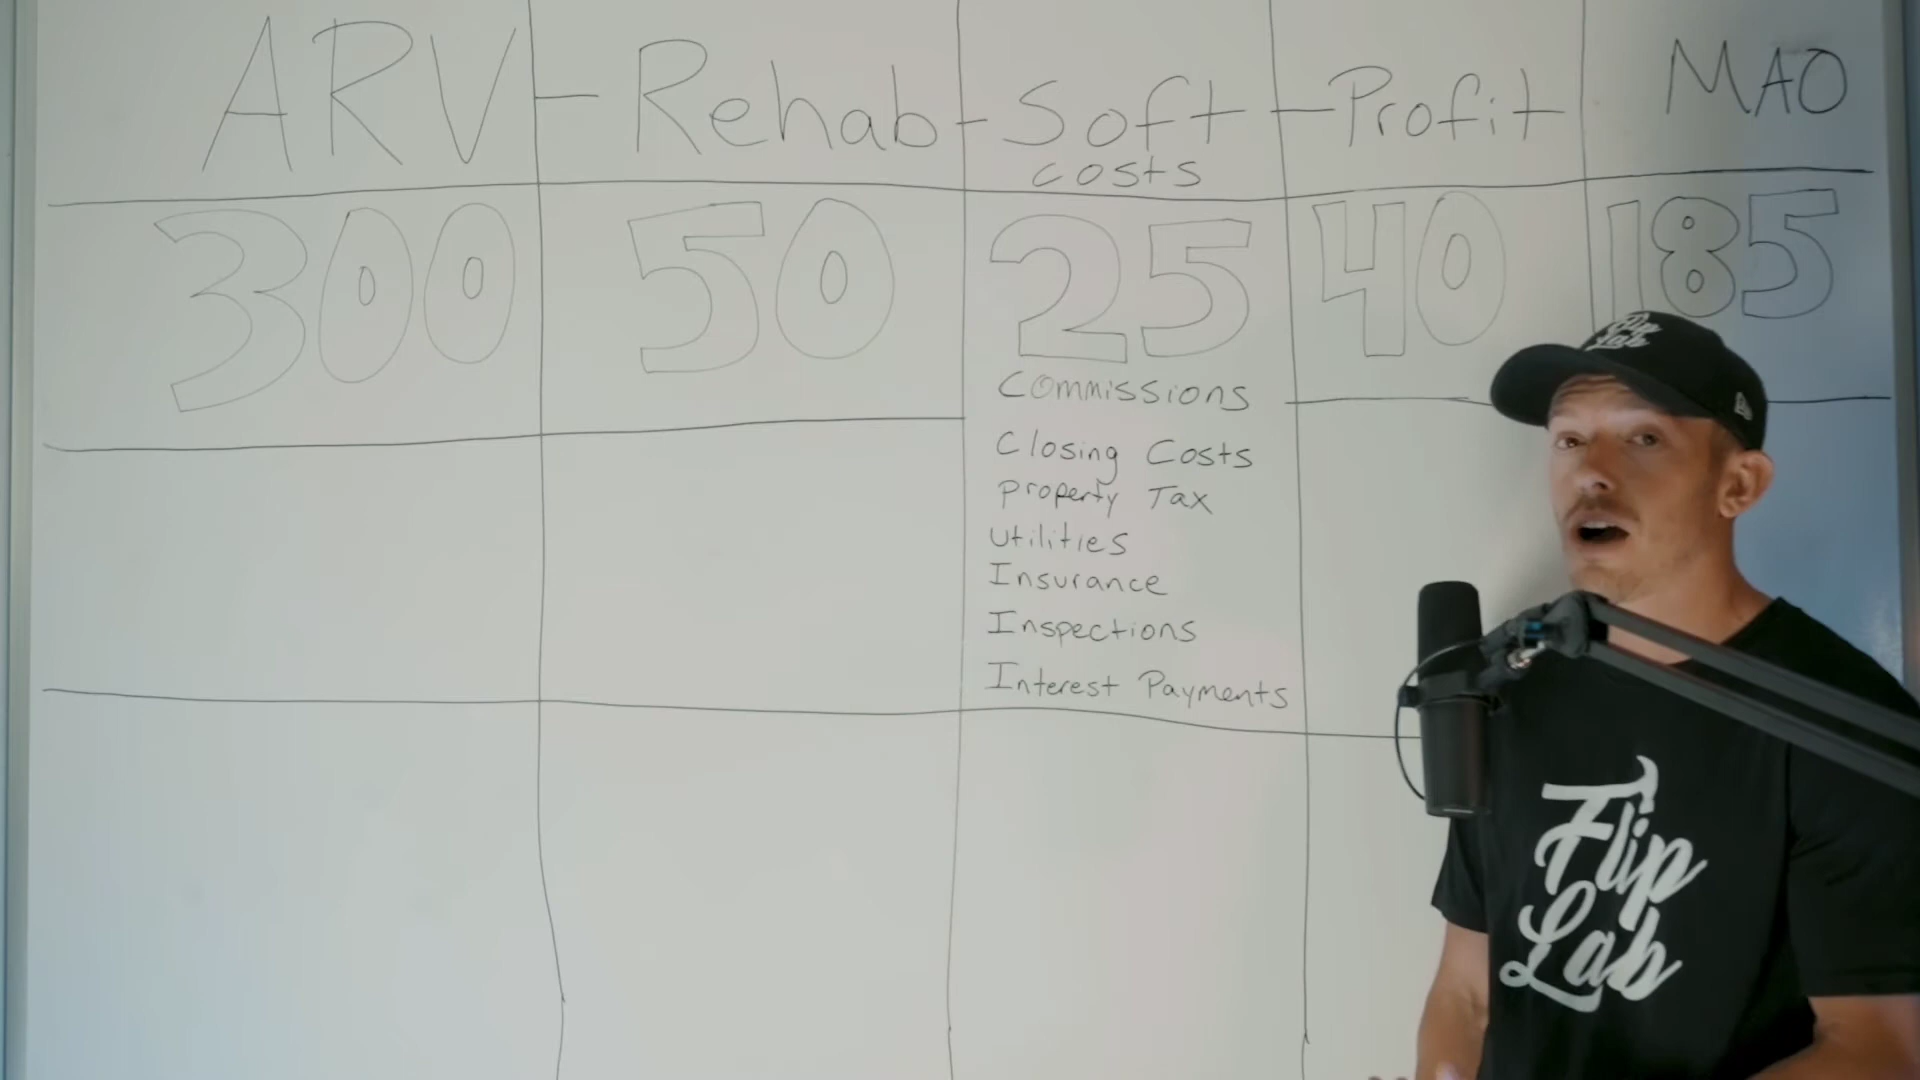 ARV - Rehab - Soft - Profit MAO
costs
300 50 25 40 185
Commissions
Closing Costs
Property Tax
Utilities
Insurance
Inspections
Interest Payments
Flip
Lab
Flip
Lab